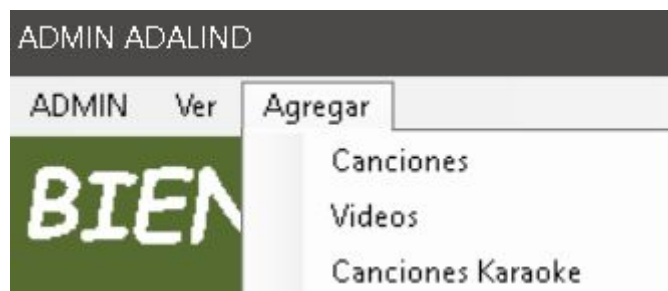 ADMIN ADALIND
ADMIN Ver Agregar
Canciones
BIEN
Videos
Canciones Karaoke